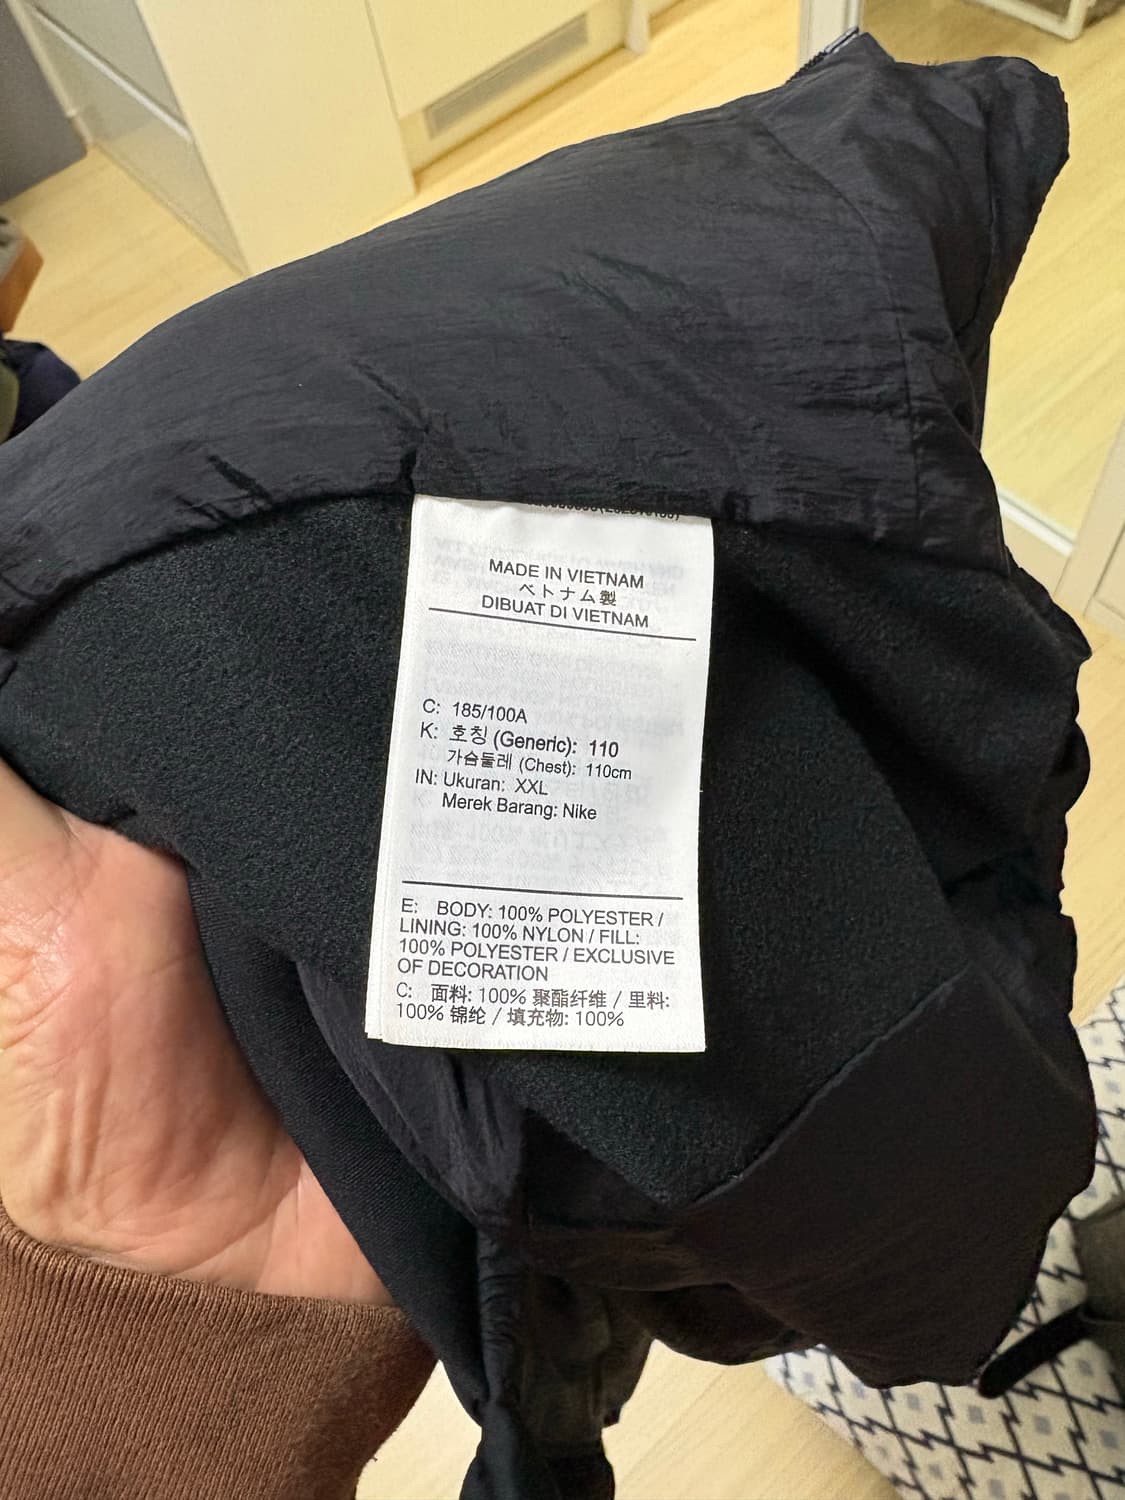 MADE IN VIETNAM
ベトナム製
DIBUAT DI VIETNAM
C: 185/100A
K: 호칭 (Generic): 110
가슴둘레 (Chest): 110cm
IN: Ukuran: XXL
Merek Barang: Nike
E: BODY: 100% POLYESTER /
LINING: 100% NYLON / FILL:
100% POLYESTER / EXCLUSIVE
OF DECORATION
C: 面料: 100% 聚酯纤维 / 里料:
100% 锦纶 / 填充物: 100%